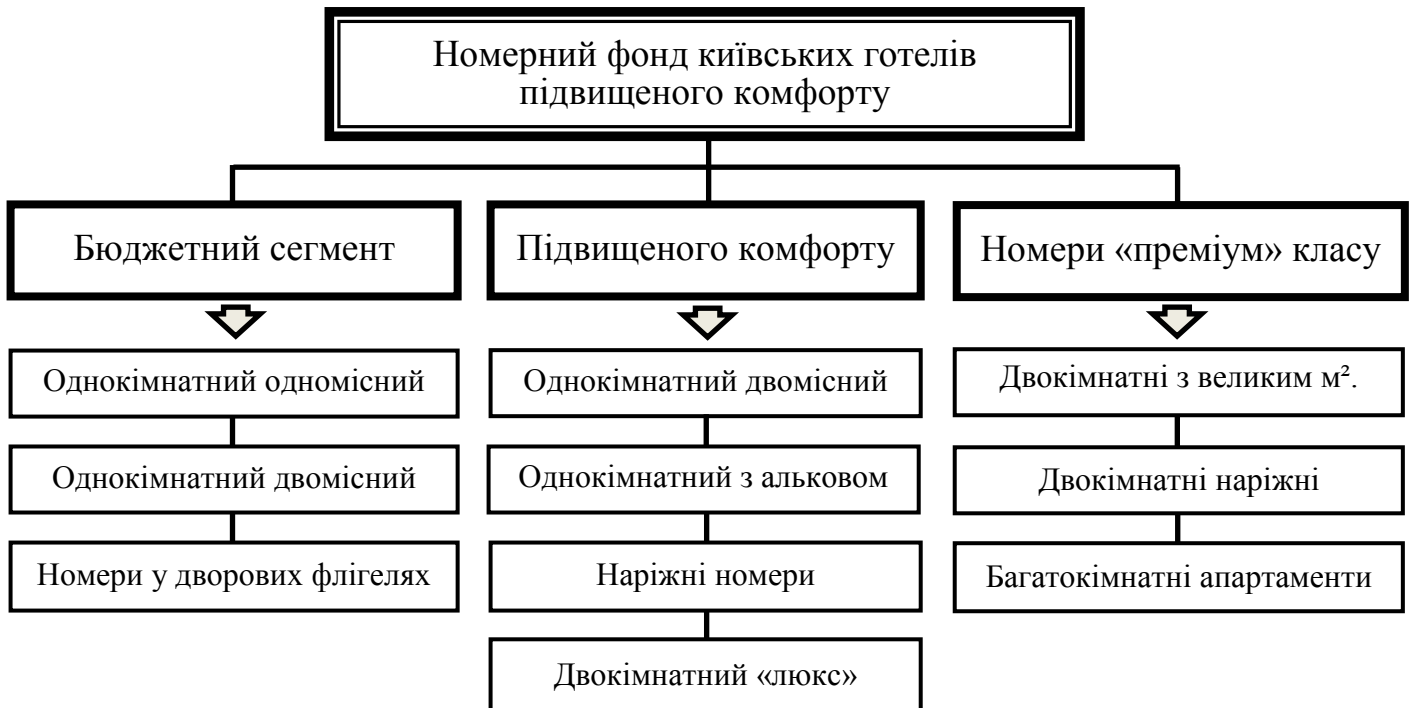 Номерний фонд київських готелів
підвищеного комфорту
Бюджетний сегмент
Підвищеного комфорту
Номери «преміум» класу
Однокімнатний одномісний
Однокімнатний двомісний
Номери у дворових флігелях
Однокімнатний двомісний
Однокімнатний з альковом
Наріжні номери
Двокімнатний «люкс»
Двокімнатні з великим м².
Двокімнатні наріжні
Багатокімнатні апартаменти